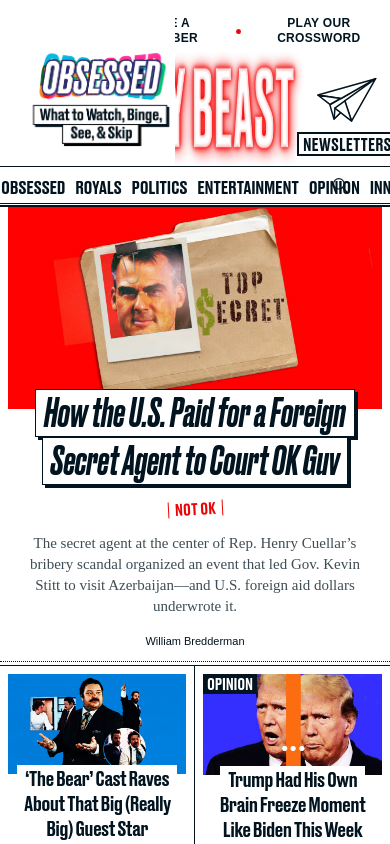 E A
BER
PLAY OUR
CROSSWORD
OBSESSED
What to Watch, Binge,
See, & Skip
Y BEAST
NEWSLETTERS
OBSESSED ROYALS POLITICS ENTERTAINMENT OPINION INN
TOP
$ECRET
How the U.S. Paid for a Foreign
Secret Agent to Court OK Guv
NOT OK
The secret agent at the center of Rep. Henry Cuellar’s
bribery scandal organized an event that led Gov. Kevin
Stitt to visit Azerbaijan—and U.S. foreign aid dollars
underwrote it.
William Bredderman
‘The Bear’ Cast Raves
About That Big (Really
Big) Guest Star
OPINION
Trump Had His Own
Brain Freeze Moment
Like Biden This Week